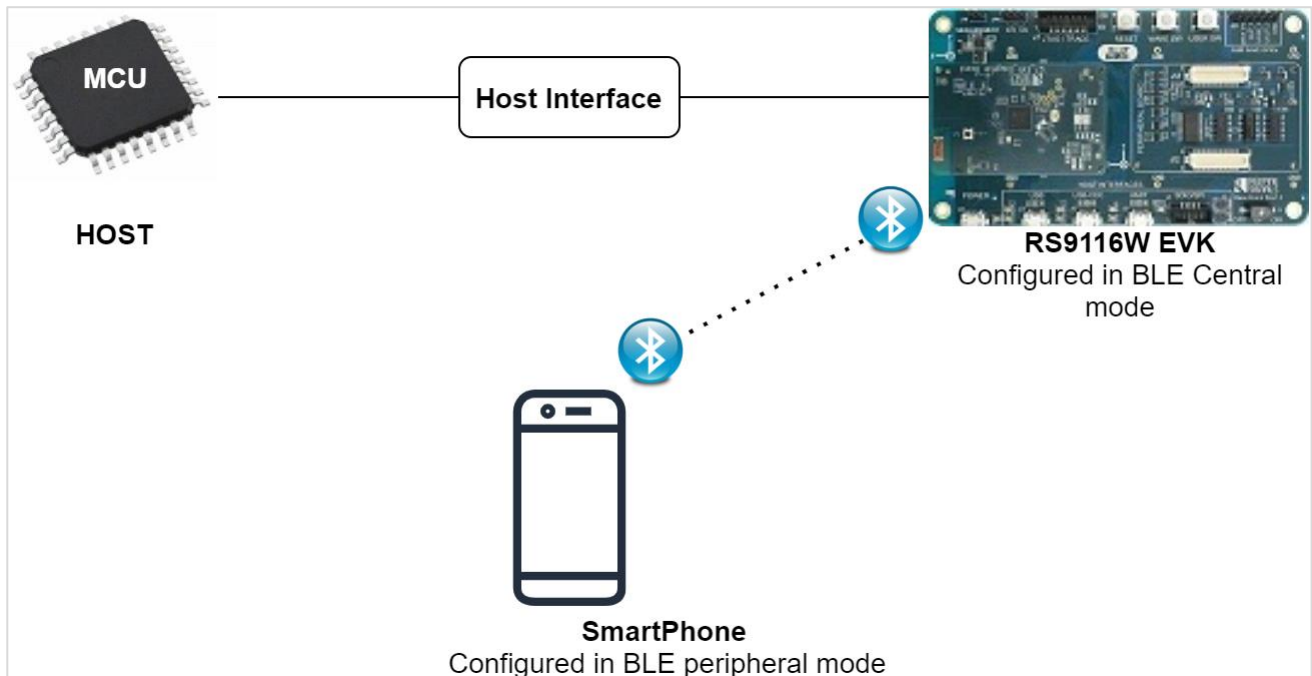 MCU
Host Interface
HOST
RS9116W EVK
Configured in BLE Central
mode
SmartPhone
Configured in BLE peripheral mode